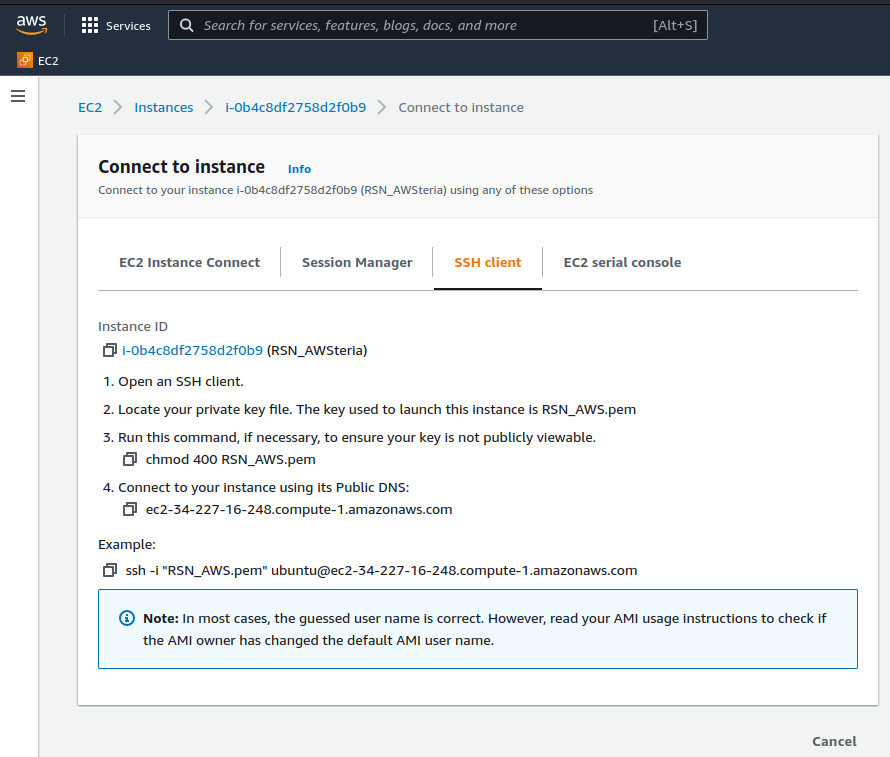 aws
Services
Search for services, features, blogs, docs, and more
[Alt+S]
EC2
EC2 > Instances > i-0b4c8df2758d2f0b9 > Connect to instance
Connect to instance Info
Connect to your instance i-0b4c8df2758d2f0b9 (RSN_AWSteria) using any of these options
EC2 Instance Connect
Session Manager
SSH client
EC2 serial console
Instance ID
i-0b4c8df2758d2f0b9 (RSN_AWSteria)
1. Open an SSH client.
2. Locate your private key file. The key used to launch this instance is RSN_AWS.pem
3. Run this command, if necessary, to ensure your key is not publicly viewable.
chmod 400 RSN_AWS.pem
4. Connect to your instance using its Public DNS:
ec2-34-227-16-248.compute-1.amazonaws.com
Example:
ssh -i "RSN_AWS.pem" ubuntu@ec2-34-227-16-248.compute-1.amazonaws.com
Note: In most cases, the guessed user name is correct. However, read your AMI usage instructions to check if
the AMI owner has changed the default AMI user name.
Cancel